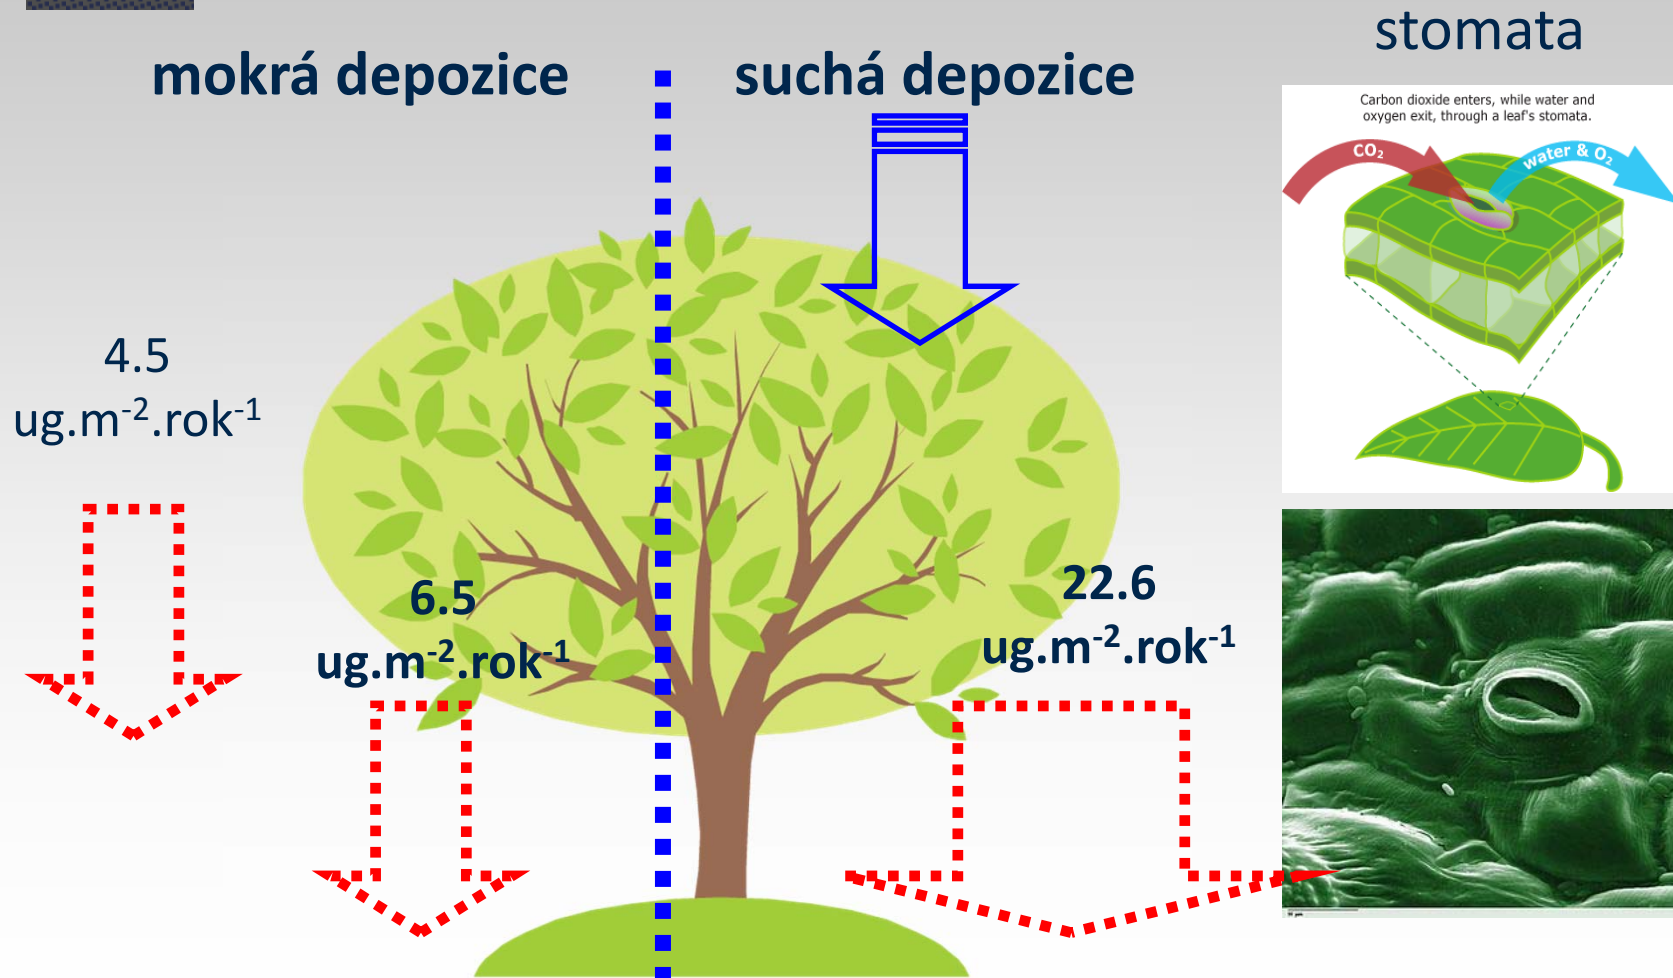 mokrá depozice
suchá depozice
stomata
Carbon dioxide enters, while water and
oxygen exit, through a leaf's stomata.
CO₂
water & O₂
4.5
ug.m⁻².rok⁻¹
6.5
ug.m⁻².rok⁻¹
22.6
ug.m⁻².rok⁻¹